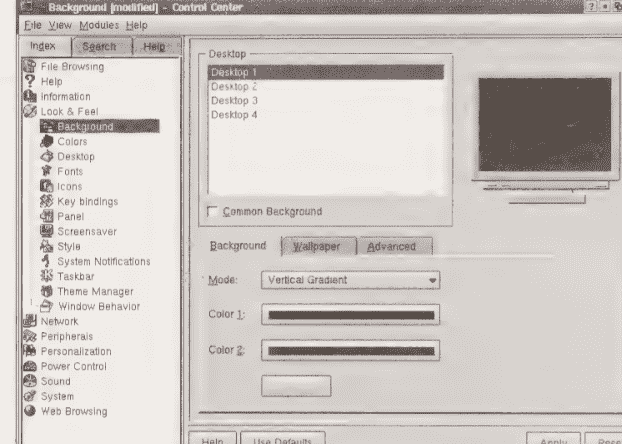 Background [modified] - Control Center
File View Modules Help
Index Search Help
File Browsing
Help
Information
Look & Feel
Background
Colors
Desktop
Fonts
Icons
Key bindings
Panel
Screensaver
Style
System Notifications
Taskbar
Theme Manager
Window Behavior
Network
Peripherals
Personalization
Power Control
Sound
System
Web Browsing
Desktop
Desktop 1
Desktop 2
Desktop 3
Desktop 4
Common Background
Background Wallpaper Advanced
Mode: Vertical Gradient
Color 1:
Color 2:
Help Use Defaults Apply Rese